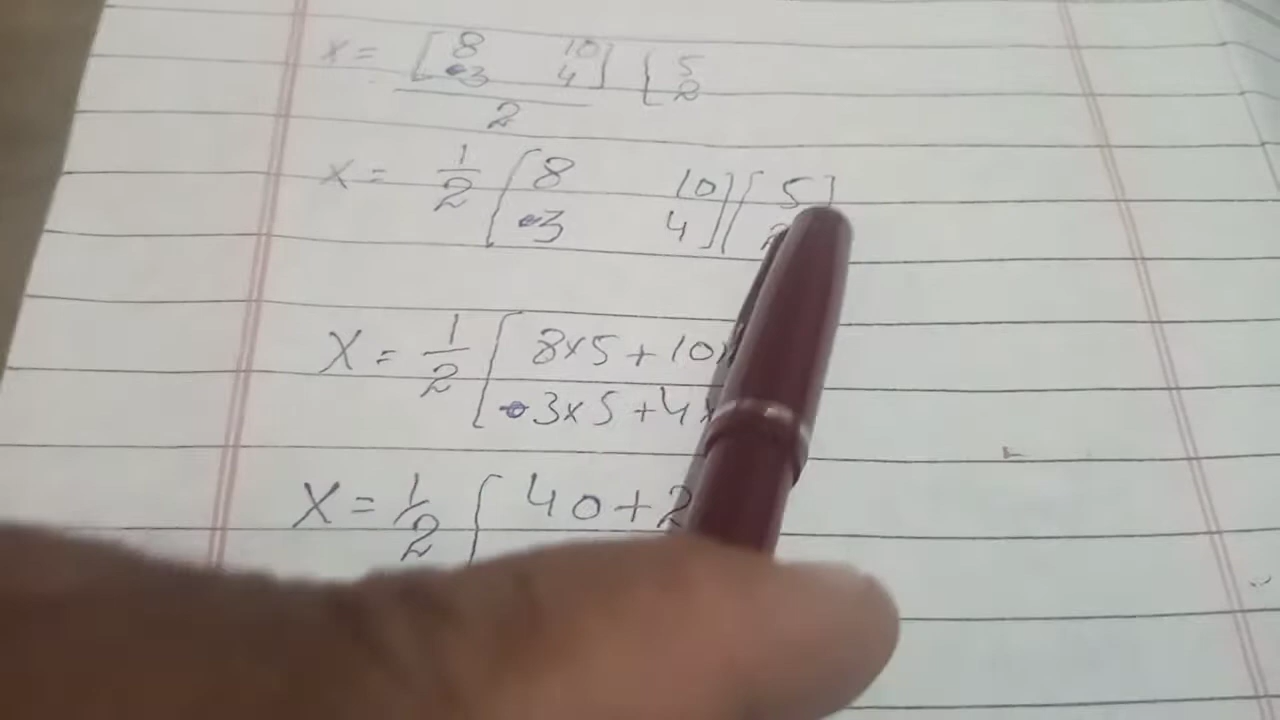 x = [ 8 10 ] [ 5
-3 4 2
2
x = 1/2 [ 8 10 ] [ 5 ]
-3 4 2
X = 1/2 [ 8×5 + 10×
-3×5 + 4×
X = 1/2 [ 40 + 2